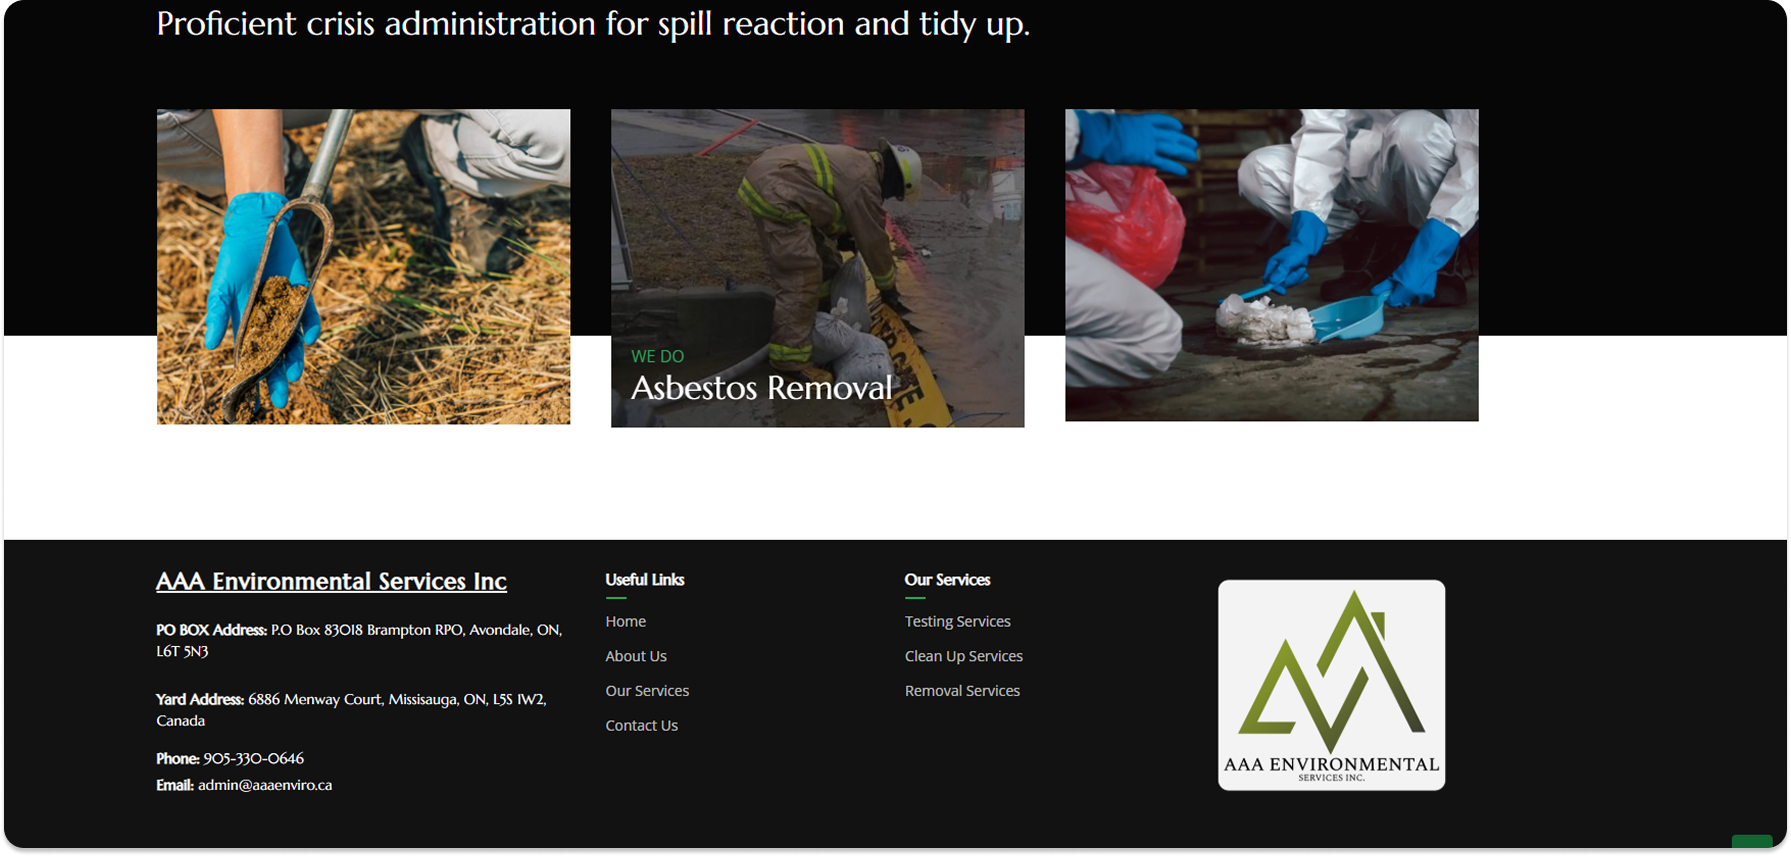 Proficient crisis administration for spill reaction and tidy up.
WE DO
Asbestos Removal
AAA Environmental Services Inc
PO BOX Address: P.O Box 83018 Brampton RPO, Avondale, ON,
L6T 5N3
Yard Address: 6886 Menway Court, Missisauga, ON, L5S 1W2,
Canada
Phone: 905-330-0646
Email: admin@aaaenviro.ca
Useful Links
Home
About Us
Our Services
Contact Us
Our Services
Testing Services
Clean Up Services
Removal Services
AAA ENVIRONMENTAL
SERVICES INC.